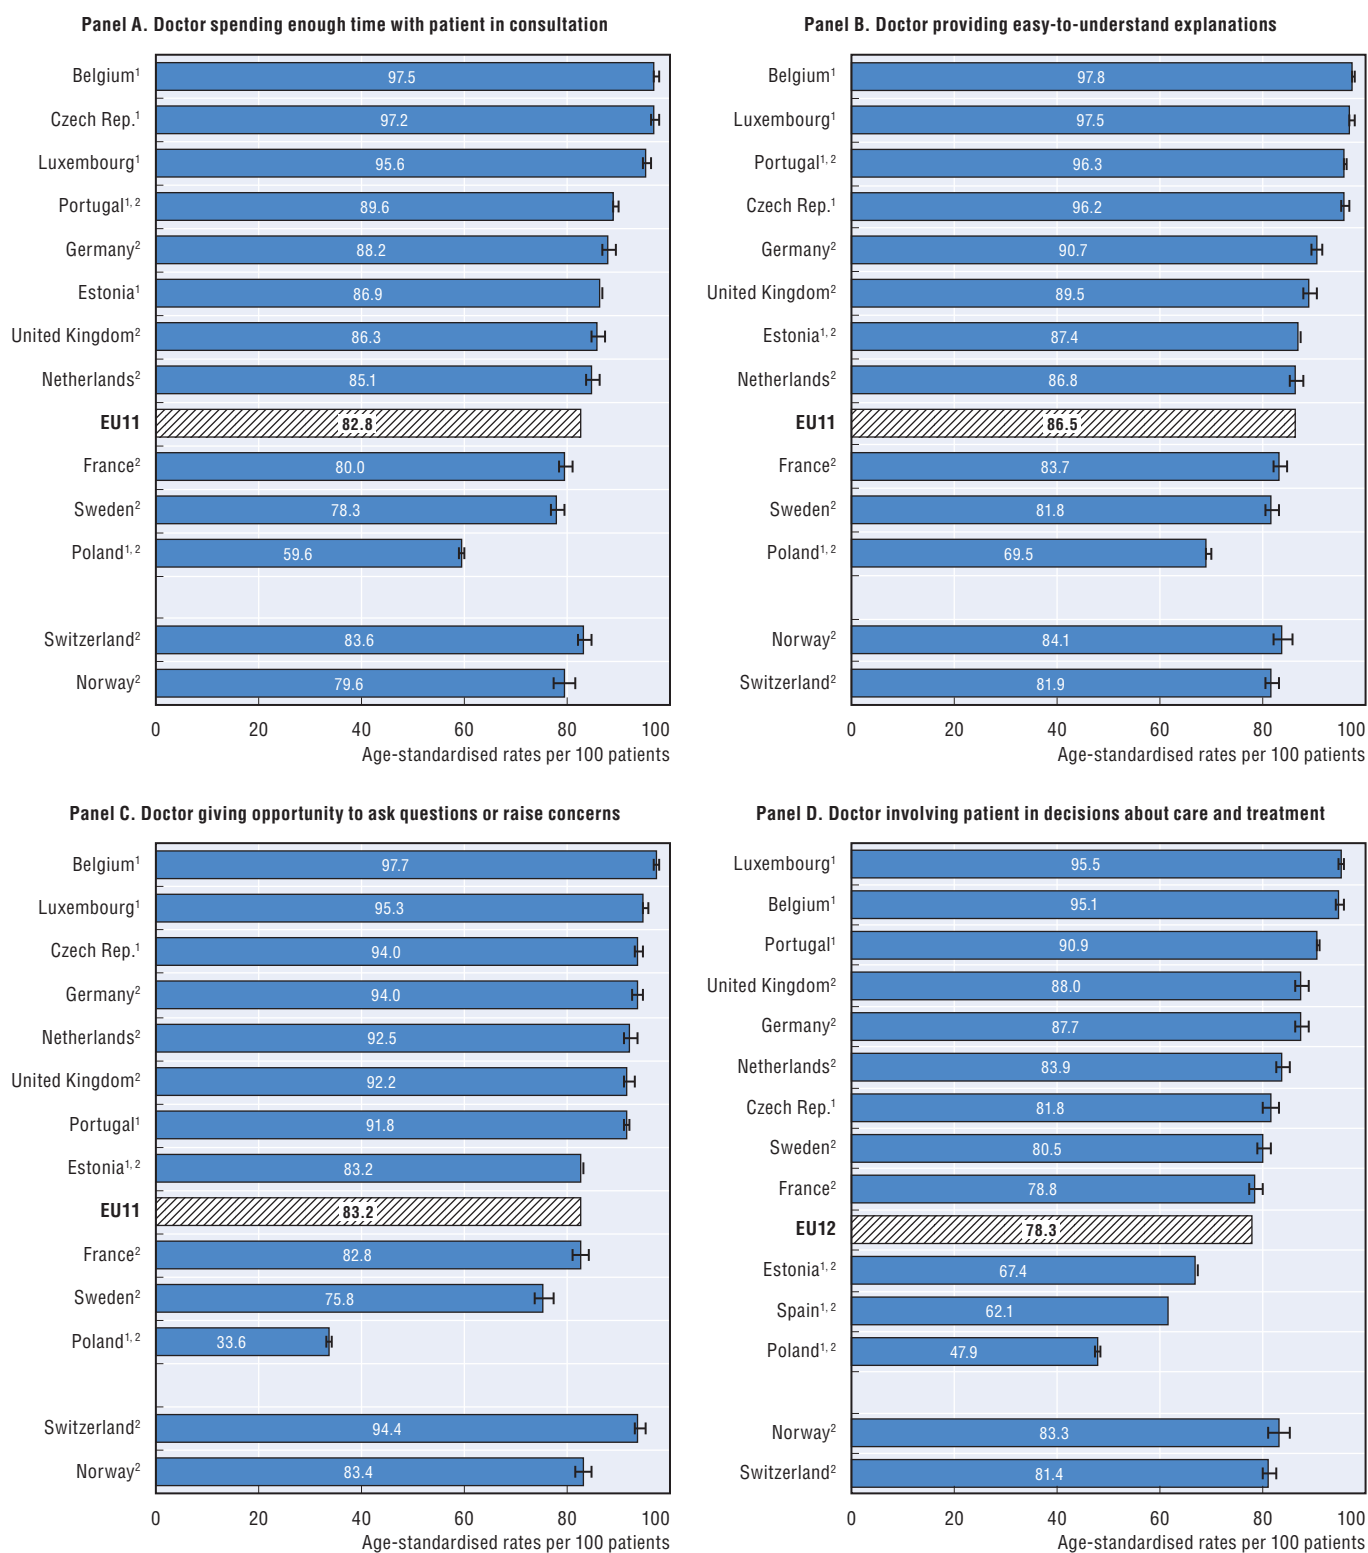 Panel A. Doctor spending enough time with patient in consultation
Belgium¹ 97.5
Czech Rep.¹ 97.2
Luxembourg¹ 95.6
Portugal¹,² 89.6
Germany² 88.2
Estonia¹ 86.9
United Kingdom² 86.3
Netherlands² 85.1
EU11 82.8
France² 80.0
Sweden² 78.3
Poland¹,² 59.6
Switzerland² 83.6
Norway² 79.6
0 20 40 60 80 100
Age-standardised rates per 100 patients
Panel B. Doctor providing easy-to-understand explanations
Belgium¹ 97.8
Luxembourg¹ 97.5
Portugal¹,² 96.3
Czech Rep.¹ 96.2
Germany² 90.7
United Kingdom² 89.5
Estonia¹,² 87.4
Netherlands² 86.8
EU11 86.5
France² 83.7
Sweden² 81.8
Poland¹,² 69.5
Norway² 84.1
Switzerland² 81.9
0 20 40 60 80 100
Age-standardised rates per 100 patients
Panel C. Doctor giving opportunity to ask questions or raise concerns
Belgium¹ 97.7
Luxembourg¹ 95.3
Czech Rep.¹ 94.0
Germany² 94.0
Netherlands² 92.5
United Kingdom² 92.2
Portugal¹ 91.8
Estonia¹,² 83.2
EU11 83.2
France² 82.8
Sweden² 75.8
Poland¹,² 33.6
Switzerland² 94.4
Norway² 83.4
0 20 40 60 80 100
Age-standardised rates per 100 patients
Panel D. Doctor involving patient in decisions about care and treatment
Luxembourg¹ 95.5
Belgium¹ 95.1
Portugal¹ 90.9
United Kingdom² 88.0
Germany² 87.7
Netherlands² 83.9
Czech Rep.¹ 81.8
Sweden² 80.5
France² 78.8
EU12 78.3
Estonia¹,² 67.4
Spain¹,² 62.1
Poland¹,² 47.9
Norway² 83.3
Switzerland² 81.4
0 20 40 60 80 100
Age-standardised rates per 100 patients